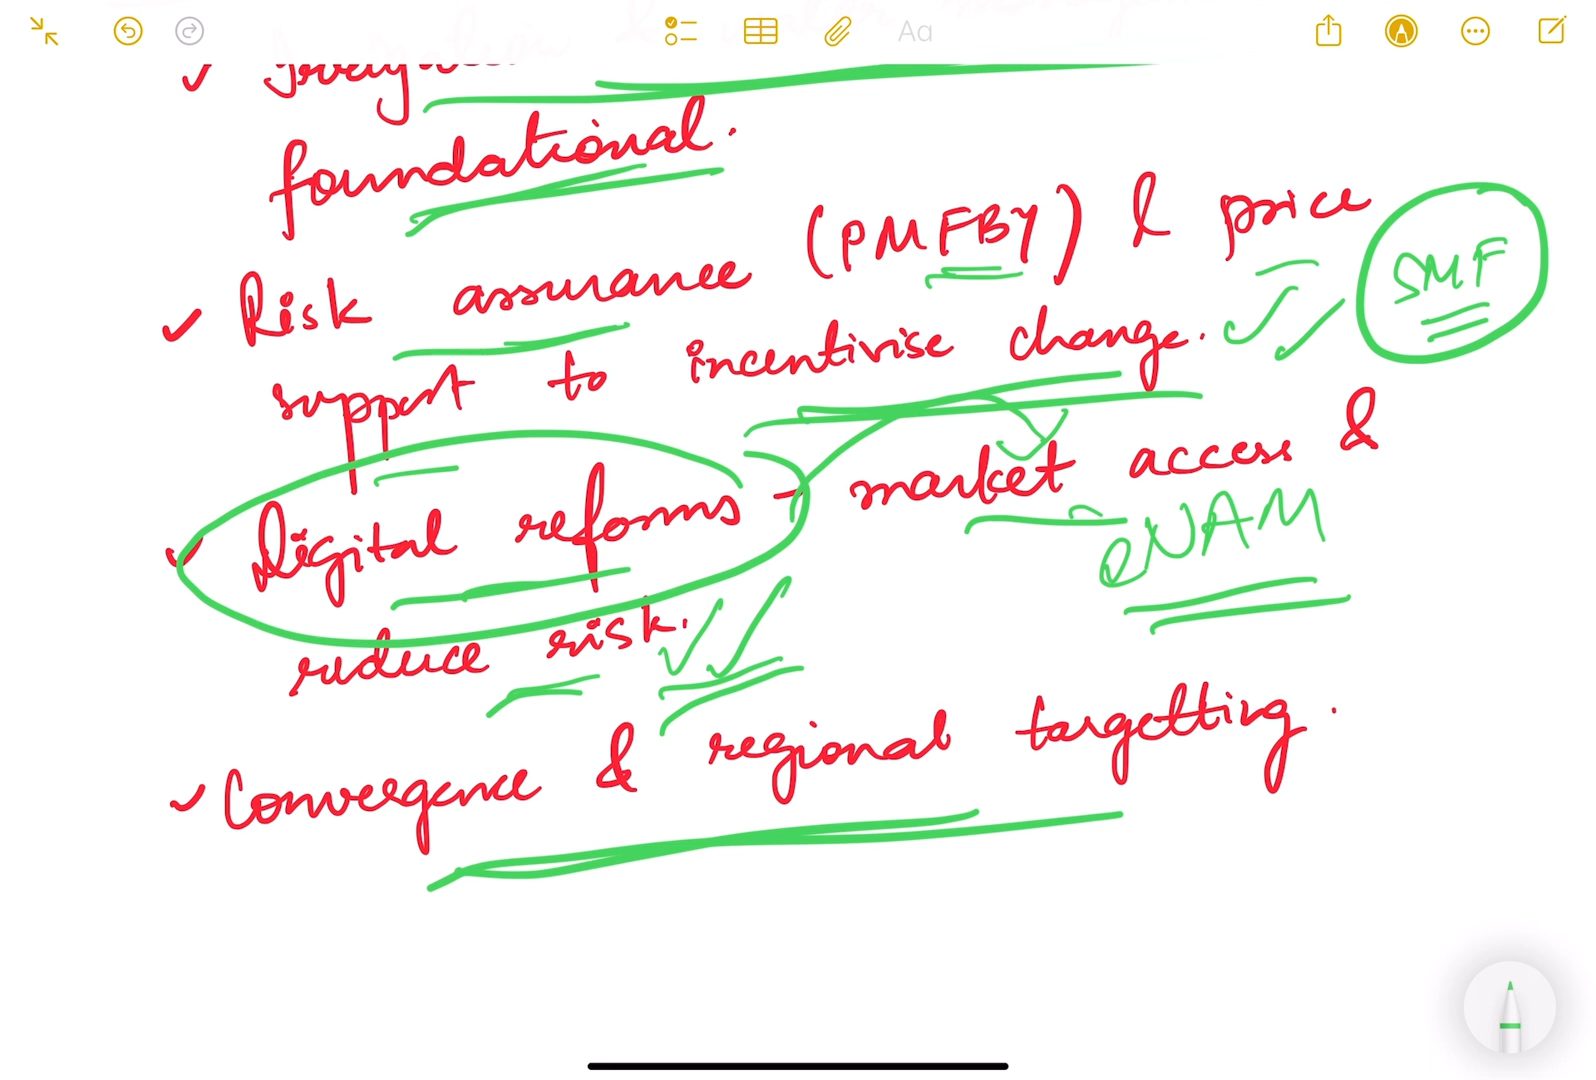 foundational.
✓ Risk assurance (PMFBY) & price
SMF
support to incentivise change.
✓ Digital reforms - market access &
eNAM
reduce risk.
✓ Convergence & regional targetting.
Aa